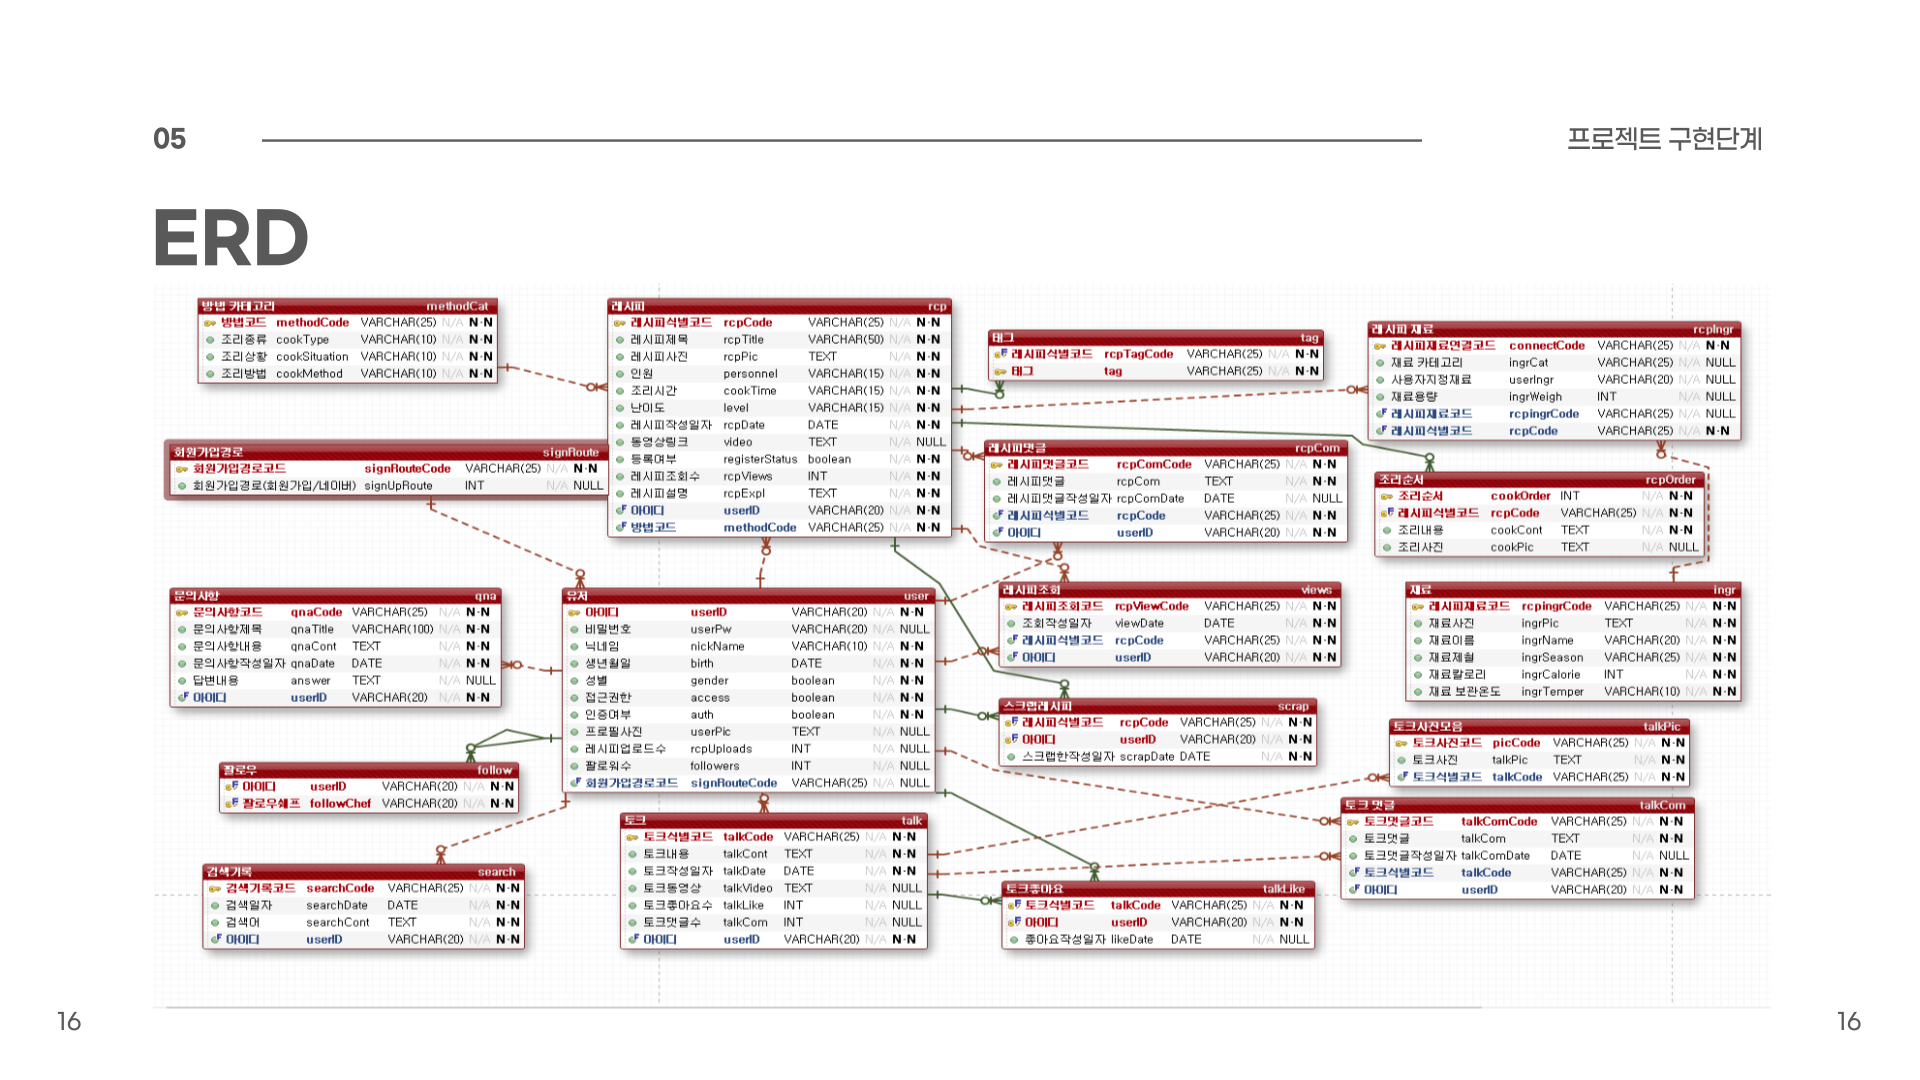 05
프로젝트 구현단계
ERD
방법 카테고리 methodCat
방법코드 methodCode VARCHAR(25) N/A N-N
조리종류 cookType VARCHAR(10) N/A N-N
조리상황 cookSituation VARCHAR(10) N/A N-N
조리방법 cookMethod VARCHAR(10) N/A N-N
레시피 rcp
레시피식별코드 rcpCode VARCHAR(25) N/A N-N
레시피제목 rcpTitle VARCHAR(50) N/A N-N
레시피사진 rcpPic TEXT N/A N-N
인원 personnel VARCHAR(15) N/A N-N
조리시간 cookTime VARCHAR(15) N/A N-N
난이도 level VARCHAR(15) N/A N-N
레시피작성일자 rcpDate DATE N/A N-N
동영상링크 video TEXT N/A NULL
등록여부 registerStatus boolean N/A N-N
레시피조회수 rcpViews INT N/A N-N
레시피설명 rcpExpl TEXT N/A N-N
아이디 userID VARCHAR(20) N/A N-N
방법코드 methodCode VARCHAR(25) N/A N-N
태그 tag
레시피식별코드 rcpTagCode VARCHAR(25) N/A N-N
태그 tag VARCHAR(25) N/A N-N
레시피 재료 rcpIngr
레시피재료연결코드 connectCode VARCHAR(25) N/A N-N
재료 카테고리 ingrCat VARCHAR(25) N/A NULL
사용자지정재료 userIngr VARCHAR(20) N/A NULL
재료용량 ingrWeigh INT N/A NULL
레시피재료코드 rcpingrCode VARCHAR(25) N/A NULL
레시피식별코드 rcpCode VARCHAR(25) N/A N-N
회원가입경로 signRoute
회원가입경로코드 signRouteCode VARCHAR(25) N/A N-N
회원가입경로(회원가입/네이버) signUpRoute INT N/A NULL
레시피댓글 rcpCom
레시피댓글코드 rcpComCode VARCHAR(25) N/A N-N
레시피댓글 rcpCom TEXT N/A N-N
레시피댓글작성일자 rcpComDate DATE N/A NULL
레시피식별코드 rcpCode VARCHAR(25) N/A N-N
아이디 userID VARCHAR(20) N/A N-N
조리순서 rcpOrder
조리순서 cookOrder INT N/A N-N
레시피식별코드 rcpCode VARCHAR(25) N/A N-N
조리내용 cookCont TEXT N/A N-N
조리사진 cookPic TEXT N/A NULL
문의사항 qna
문의사항코드 qnaCode VARCHAR(25) N/A N-N
문의사항제목 qnaTitle VARCHAR(100) N/A N-N
문의사항내용 qnaCont TEXT N/A N-N
문의사항작성일자 qnaDate DATE N/A N-N
답변내용 answer TEXT N/A NULL
아이디 userID VARCHAR(20) N/A N-N
유저 user
아이디 userID VARCHAR(20) N/A N-N
비밀번호 userPw VARCHAR(20) N/A NULL
닉네임 nickName VARCHAR(10) N/A N-N
생년월일 birth DATE N/A N-N
성별 gender boolean N/A N-N
접근권한 access boolean N/A N-N
인증여부 auth boolean N/A N-N
프로필사진 userPic TEXT N/A NULL
레시피업로드수 rcpUploads INT N/A NULL
팔로워수 followers INT N/A NULL
회원가입경로코드 signRouteCode VARCHAR(25) N/A NULL
레시피조회 views
레시피조회코드 rcpViewCode VARCHAR(25) N/A N-N
조회작성일자 viewDate DATE N/A N-N
레시피식별코드 rcpCode VARCHAR(25) N/A N-N
아이디 userID VARCHAR(20) N/A N-N
재료 ingr
레시피재료코드 rcpingrCode VARCHAR(25) N/A N-N
재료사진 ingrPic TEXT N/A N-N
재료이름 ingrName VARCHAR(20) N/A N-N
재료제철 ingrSeason VARCHAR(25) N/A N-N
재료칼로리 ingrCalorie INT N/A N-N
재료 보관온도 ingrTemper VARCHAR(10) N/A N-N
스크랩레시피 scrap
레시피식별코드 rcpCode VARCHAR(25) N/A N-N
아이디 userID VARCHAR(20) N/A N-N
스크랩한작성일자 scrapDate DATE N/A N-N
토크사진모음 talkPic
토크사진코드 picCode VARCHAR(25) N/A N-N
토크사진 talkPic TEXT N/A N-N
토크식별코드 talkCode VARCHAR(25) N/A N-N
팔로우 follow
아이디 userID VARCHAR(20) N/A N-N
팔로우쉐프 followChef VARCHAR(20) N/A N-N
토크 talk
토크식별코드 talkCode VARCHAR(25) N/A N-N
토크내용 talkCont TEXT N/A N-N
토크작성일자 talkDate DATE N/A N-N
토크동영상 talkVideo TEXT N/A NULL
토크좋아요수 talkLike INT N/A NULL
토크댓글수 talkCom INT N/A NULL
아이디 userID VARCHAR(20) N/A N-N
토크 댓글 talkCom
토크댓글코드 talkComCode VARCHAR(25) N/A N-N
토크댓글 talkCom TEXT N/A N-N
토크댓글작성일자 talkComDate DATE N/A NULL
토크식별코드 talkCode VARCHAR(25) N/A N-N
아이디 userID VARCHAR(20) N/A N-N
검색기록 search
검색기록코드 searchCode VARCHAR(25) N/A N-N
검색일자 searchDate DATE N/A N-N
검색어 searchCont TEXT N/A N-N
아이디 userID VARCHAR(20) N/A N-N
토크좋아요 talkLike
토크식별코드 talkCode VARCHAR(25) N/A N-N
아이디 userID VARCHAR(20) N/A N-N
좋아요작성일자 likeDate DATE N/A NULL
16
16